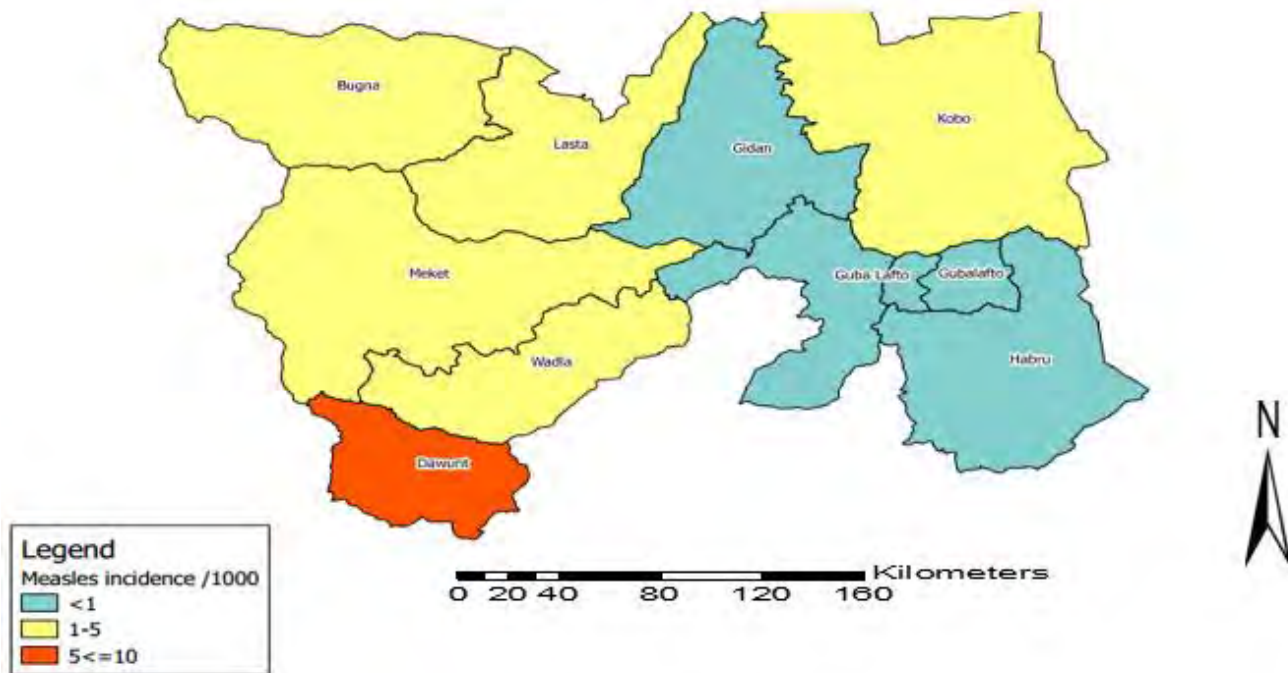 Bugna
Kobo
Lasta
Gidan
Meket
Guba Lafto
Gubalafto
Wadla
Habru
Dawunt
N
Legend
Measles incidence /1000
<1
1-5
5<=10
Kilometers
0 20 40 80 120 160